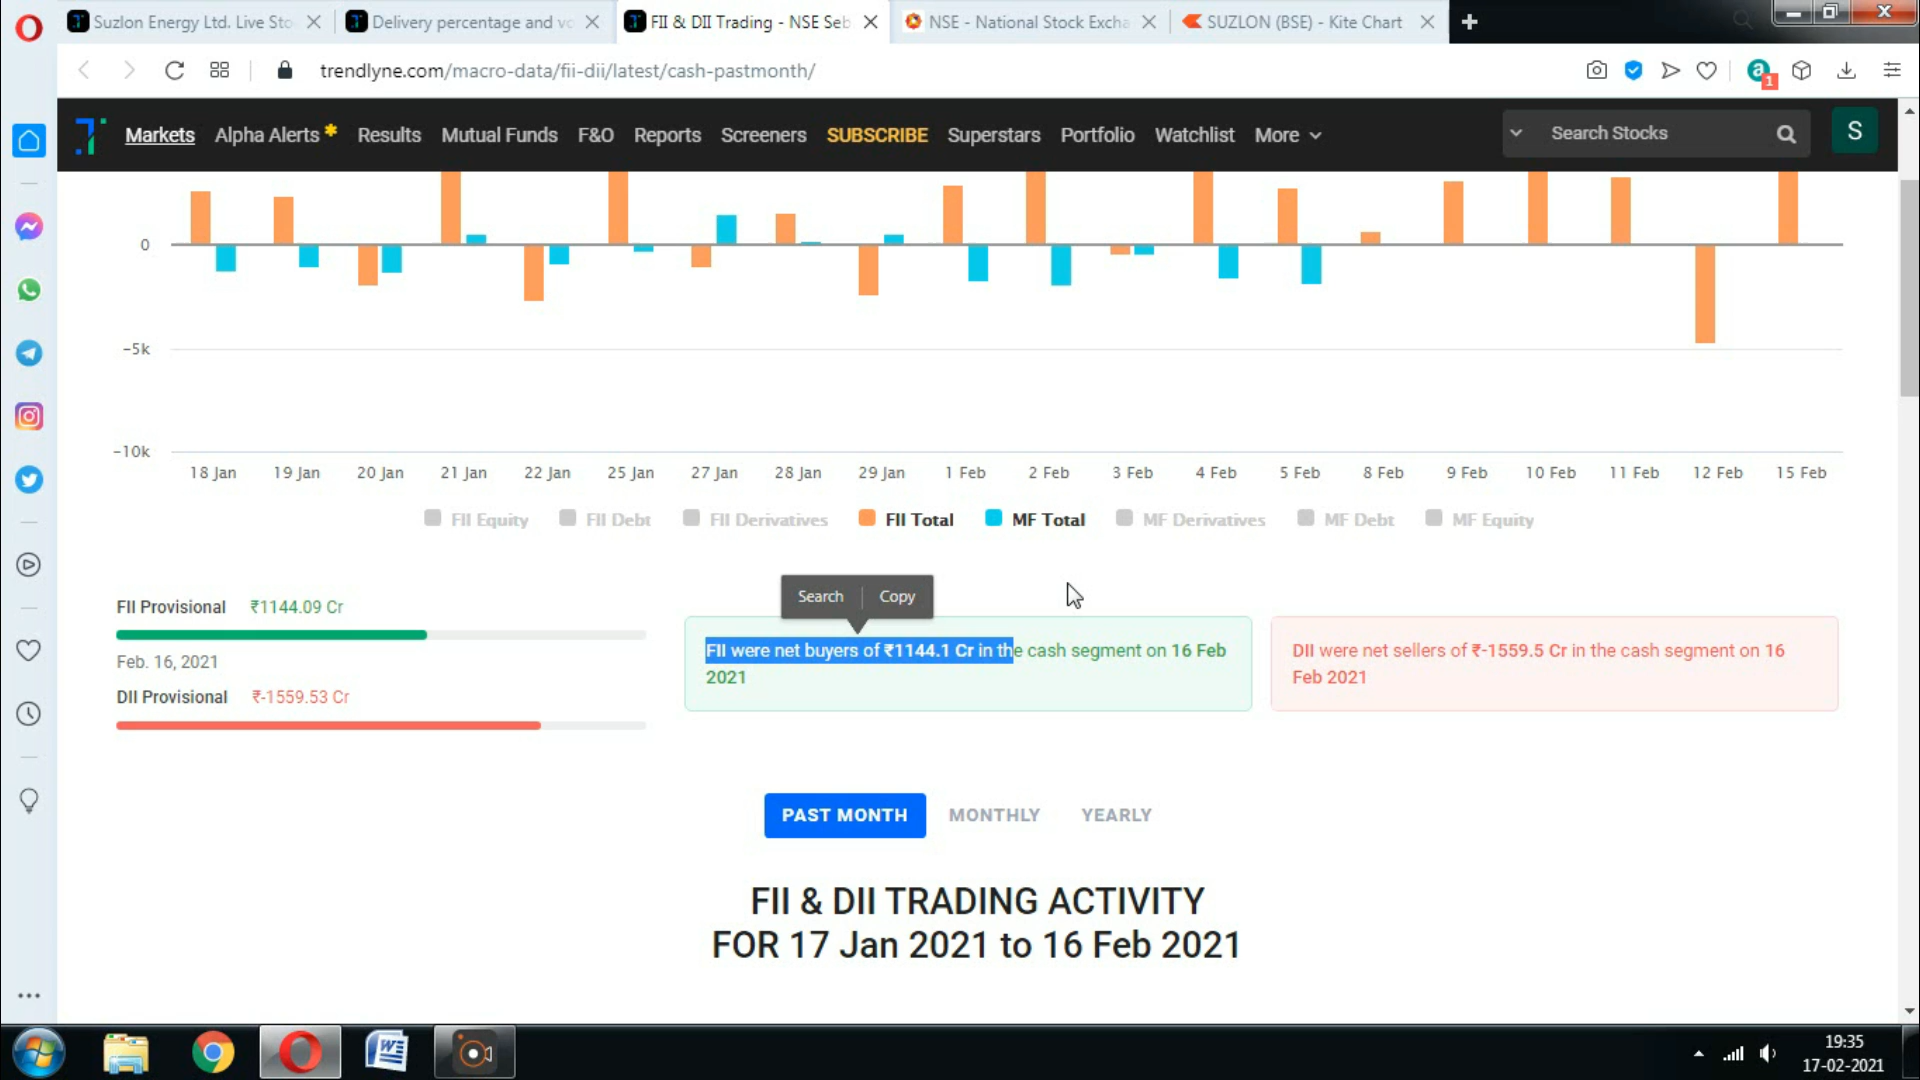 Suzlon Energy Ltd. Live Sto
Delivery percentage and vo
FII & DII Trading - NSE Seb
NSE - National Stock Excha
SUZLON (BSE) - Kite Chart
trendlyne.com/macro-data/fii-dii/latest/cash-pastmonth/
1
Markets Alpha Alerts Results Mutual Funds F&O Reports Screeners SUBSCRIBE Superstars Portfolio Watchlist More
Search Stocks
S
0
−5k
−10k
18 Jan 19 Jan 20 Jan 21 Jan 22 Jan 25 Jan 27 Jan 28 Jan 29 Jan 1 Feb 2 Feb 3 Feb 4 Feb 5 Feb 8 Feb 9 Feb 10 Feb 11 Feb 12 Feb 15 Feb
FII Equity FII Debt FII Derivatives FII Total MF Total MF Derivatives MF Debt MF Equity
Search Copy
FII Provisional ₹1144.09 Cr
Feb. 16, 2021
DII Provisional ₹-1559.53 Cr
FII were net buyers of ₹1144.1 Cr in the cash segment on 16 Feb
2021
DII were net sellers of ₹-1559.5 Cr in the cash segment on 16
Feb 2021
PAST MONTH MONTHLY YEARLY
FII & DII TRADING ACTIVITY
FOR 17 Jan 2021 to 16 Feb 2021
19:35
17-02-2021